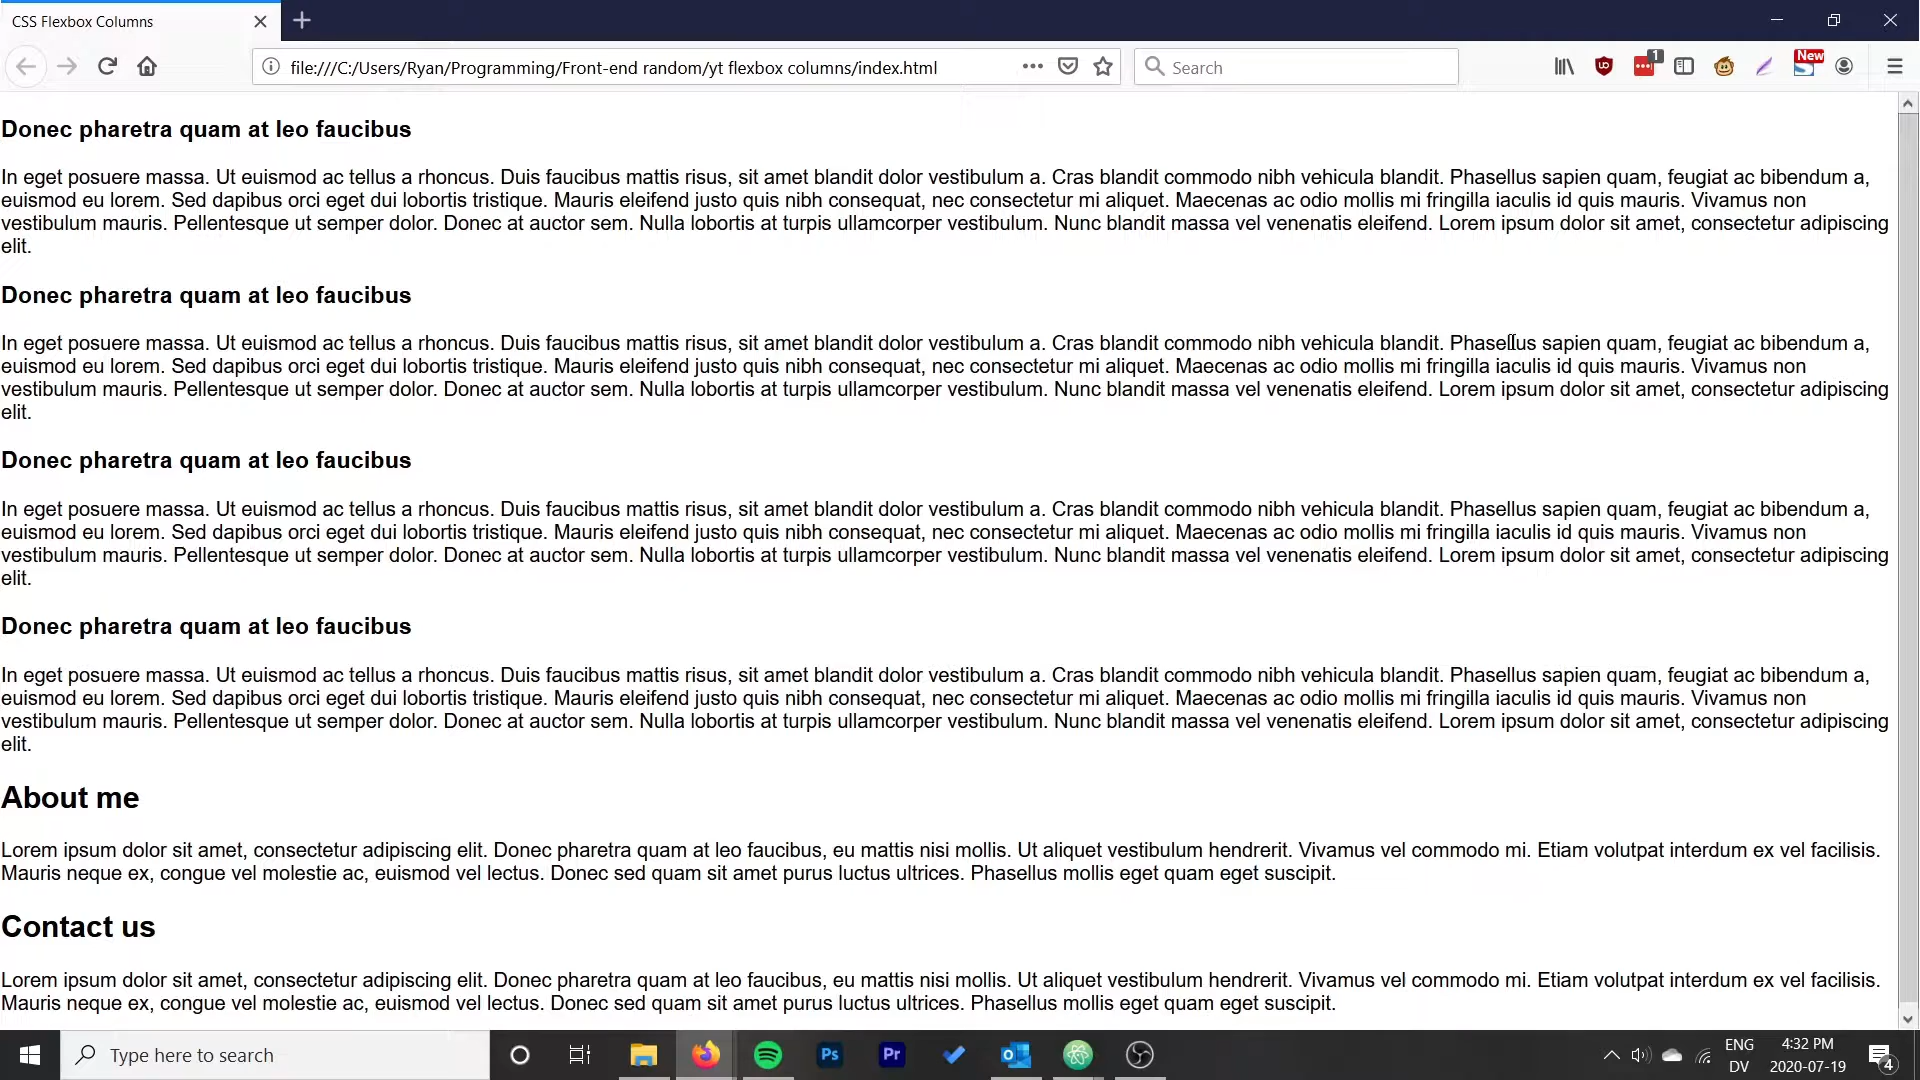 CSS Flexbox Columns
file:///C:/Users/Ryan/Programming/Front-end random/yt flexbox columns/index.html
Search
1
New
Donec pharetra quam at leo faucibus
In eget posuere massa. Ut euismod ac tellus a rhoncus. Duis faucibus mattis risus, sit amet blandit dolor vestibulum a. Cras blandit commodo nibh vehicula blandit. Phasellus sapien quam, feugiat ac bibendum a,
euismod eu lorem. Sed dapibus orci eget dui lobortis tristique. Mauris eleifend justo quis nibh consequat, nec consectetur mi aliquet. Maecenas ac odio mollis mi fringilla iaculis id quis mauris. Vivamus non
vestibulum mauris. Pellentesque ut semper dolor. Donec at auctor sem. Nulla lobortis at turpis ullamcorper vestibulum. Nunc blandit massa vel venenatis eleifend. Lorem ipsum dolor sit amet, consectetur adipiscing
elit.
Donec pharetra quam at leo faucibus
In eget posuere massa. Ut euismod ac tellus a rhoncus. Duis faucibus mattis risus, sit amet blandit dolor vestibulum a. Cras blandit commodo nibh vehicula blandit. Phasellus sapien quam, feugiat ac bibendum a,
euismod eu lorem. Sed dapibus orci eget dui lobortis tristique. Mauris eleifend justo quis nibh consequat, nec consectetur mi aliquet. Maecenas ac odio mollis mi fringilla iaculis id quis mauris. Vivamus non
vestibulum mauris. Pellentesque ut semper dolor. Donec at auctor sem. Nulla lobortis at turpis ullamcorper vestibulum. Nunc blandit massa vel venenatis eleifend. Lorem ipsum dolor sit amet, consectetur adipiscing
elit.
Donec pharetra quam at leo faucibus
In eget posuere massa. Ut euismod ac tellus a rhoncus. Duis faucibus mattis risus, sit amet blandit dolor vestibulum a. Cras blandit commodo nibh vehicula blandit. Phasellus sapien quam, feugiat ac bibendum a,
euismod eu lorem. Sed dapibus orci eget dui lobortis tristique. Mauris eleifend justo quis nibh consequat, nec consectetur mi aliquet. Maecenas ac odio mollis mi fringilla iaculis id quis mauris. Vivamus non
vestibulum mauris. Pellentesque ut semper dolor. Donec at auctor sem. Nulla lobortis at turpis ullamcorper vestibulum. Nunc blandit massa vel venenatis eleifend. Lorem ipsum dolor sit amet, consectetur adipiscing
elit.
Donec pharetra quam at leo faucibus
In eget posuere massa. Ut euismod ac tellus a rhoncus. Duis faucibus mattis risus, sit amet blandit dolor vestibulum a. Cras blandit commodo nibh vehicula blandit. Phasellus sapien quam, feugiat ac bibendum a,
euismod eu lorem. Sed dapibus orci eget dui lobortis tristique. Mauris eleifend justo quis nibh consequat, nec consectetur mi aliquet. Maecenas ac odio mollis mi fringilla iaculis id quis mauris. Vivamus non
vestibulum mauris. Pellentesque ut semper dolor. Donec at auctor sem. Nulla lobortis at turpis ullamcorper vestibulum. Nunc blandit massa vel venenatis eleifend. Lorem ipsum dolor sit amet, consectetur adipiscing
elit.
About me
Lorem ipsum dolor sit amet, consectetur adipiscing elit. Donec pharetra quam at leo faucibus, eu mattis nisi mollis. Ut aliquet vestibulum hendrerit. Vivamus vel commodo mi. Etiam volutpat interdum ex vel facilisis.
Mauris neque ex, congue vel molestie ac, euismod vel lectus. Donec sed quam sit amet purus luctus ultrices. Phasellus mollis eget quam eget suscipit.
Contact us
Lorem ipsum dolor sit amet, consectetur adipiscing elit. Donec pharetra quam at leo faucibus, eu mattis nisi mollis. Ut aliquet vestibulum hendrerit. Vivamus vel commodo mi. Etiam volutpat interdum ex vel facilisis.
Mauris neque ex, congue vel molestie ac, euismod vel lectus. Donec sed quam sit amet purus luctus ultrices. Phasellus mollis eget quam eget suscipit.
Type here to search
Ps
Pr
ENG
DV
4:32 PM
2020-07-19
4